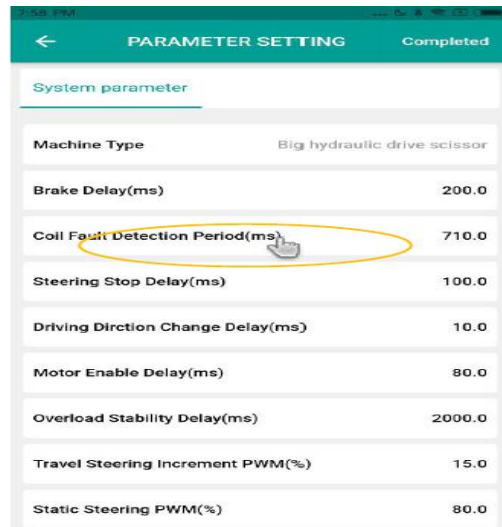 7:58 PM
PARAMETER SETTING Completed
System parameter
Machine Type Big hydraulic drive scissor
Brake Delay(ms) 200.0
Coil Fault Detection Period(ms) 710.0
Steering Stop Delay(ms) 100.0
Driving Dirction Change Delay(ms) 10.0
Motor Enable Delay(ms) 80.0
Overload Stability Delay(ms) 2000.0
Travel Steering Increment PWM(%) 15.0
Static Steering PWM(%) 80.0